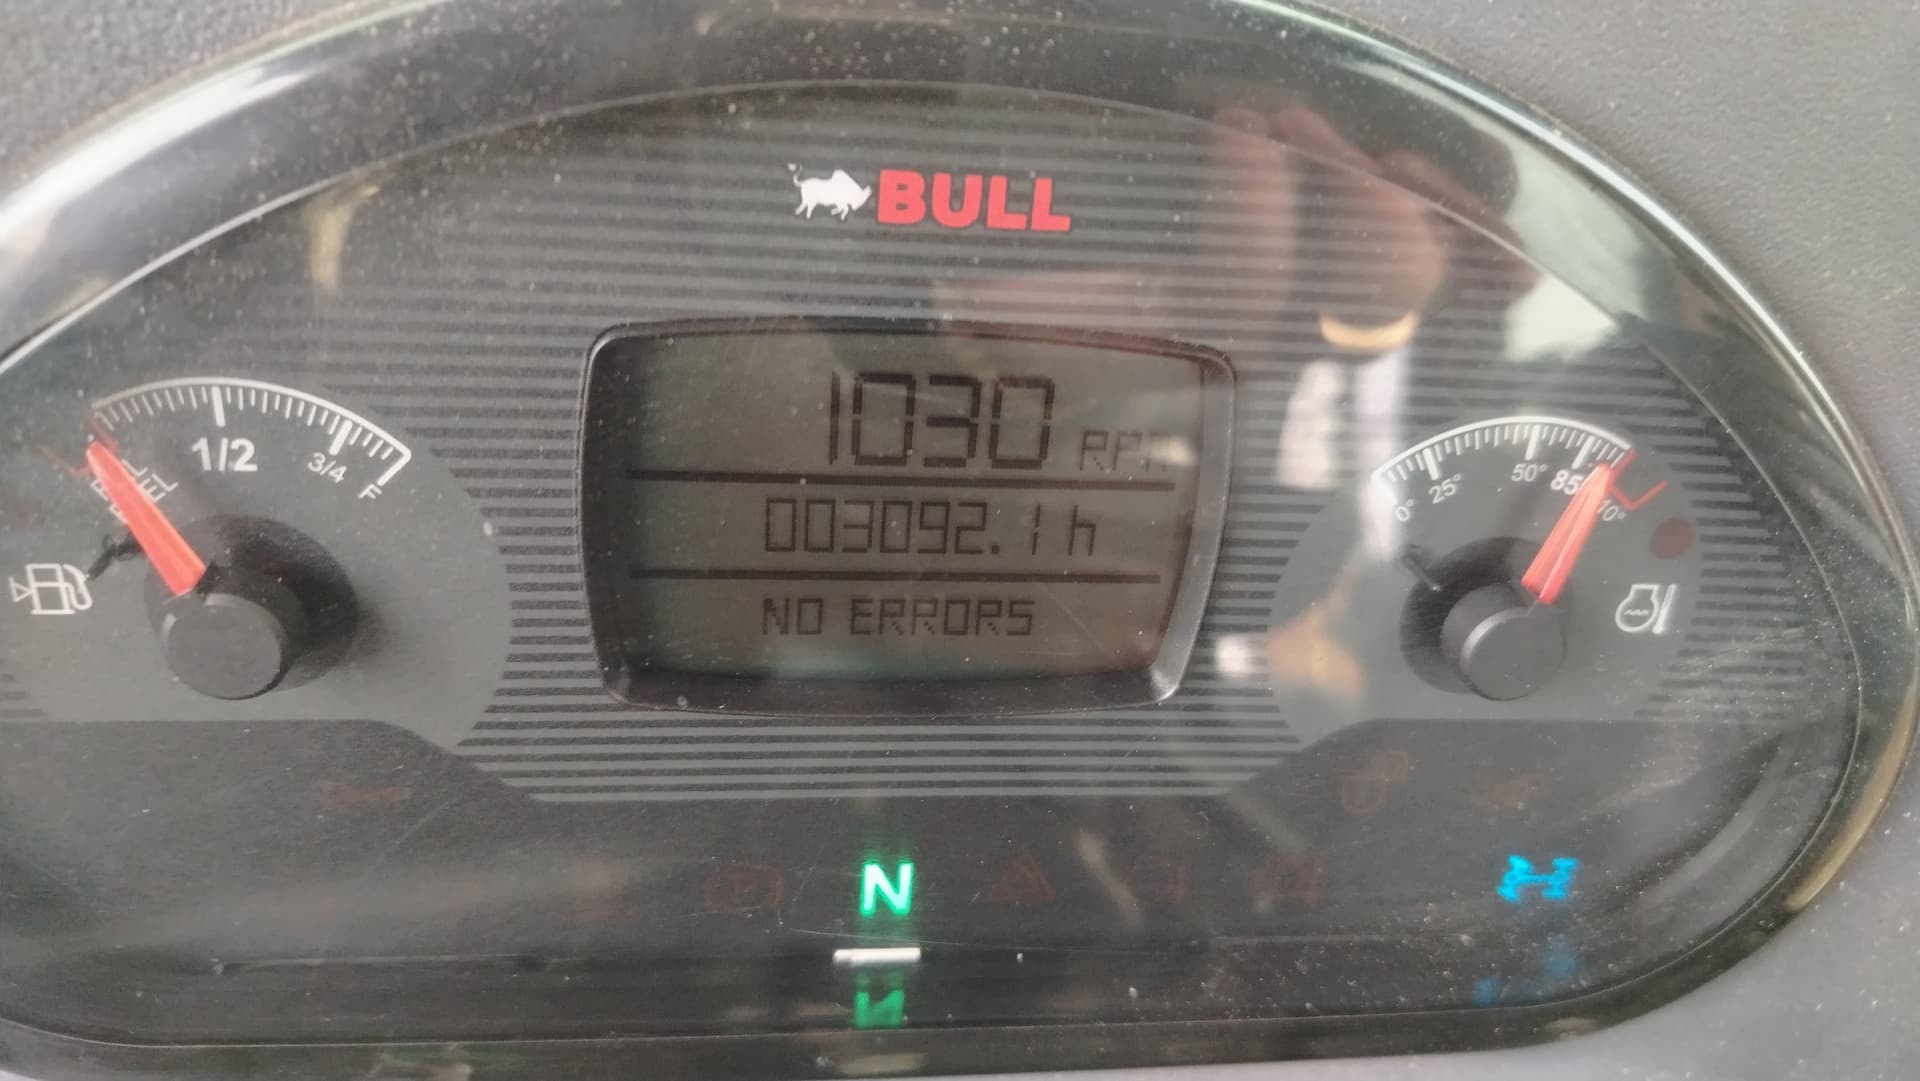 BULL
1030 RPM
003092.1 h
NO ERRORS
1/2
3/4
F
0°
25°
50°
85°
N